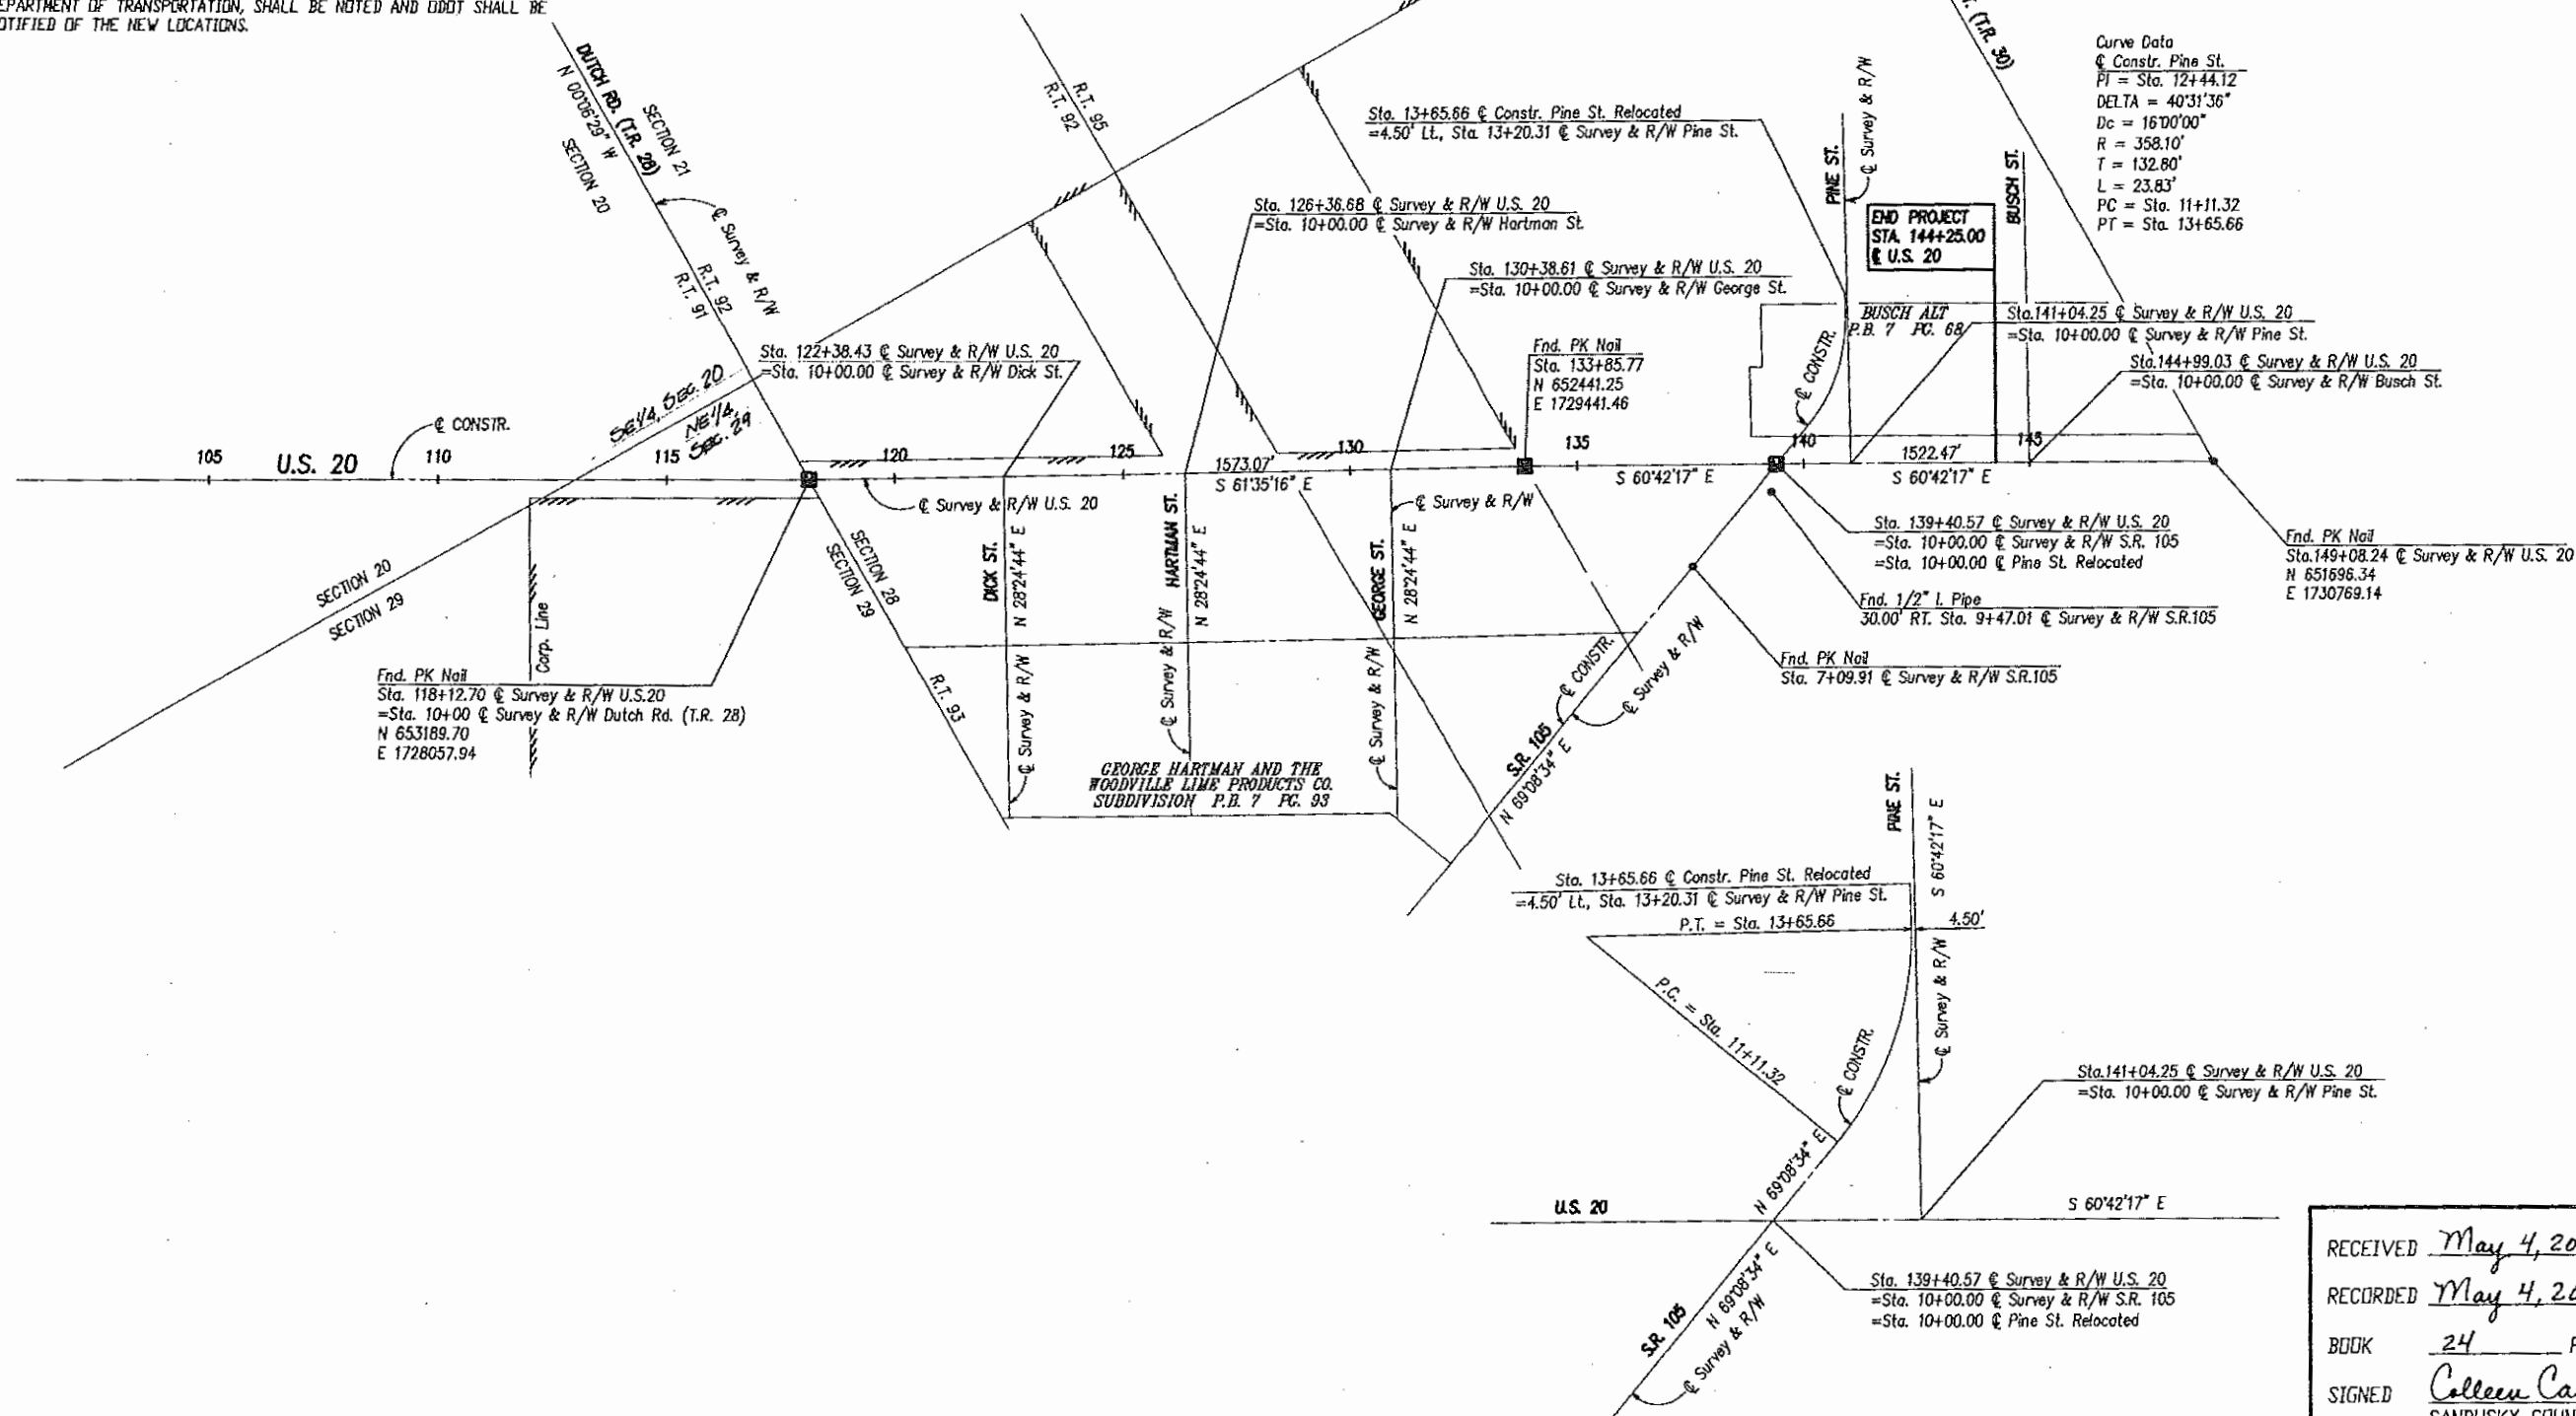 EPARTMENT OF TRANSPORTATION, SHALL BE NOTED AND ODOT SHALL BE
OTIFIED OF THE NEW LOCATIONS.
DUTCH RD. (T.R. 28)
N 00°06'29" W
SECTION 21
SECTION 20
℄ Survey & R/W
R.T. 92
R.T. 91
R.T. 95
R.T. 92
(T.R. 30)
Curve Data
℄ Constr. Pine St.
PI = Sta. 12+44.12
DELTA = 40°31'36"
Dc = 16°00'00"
R = 358.10'
T = 132.80'
L = 23.83'
PC = Sta. 11+11.32
PT = Sta. 13+65.66
Sta. 13+65.66 ℄ Constr. Pine St. Relocated
=4.50' Lt., Sta. 13+20.31 ℄ Survey & R/W Pine St.
PINE ST.
℄ Survey & R/W
BUSCH ST.
END PROJECT
STA. 144+25.00
℄ U.S. 20
Sta. 126+36.68 ℄ Survey & R/W U.S. 20
=Sta. 10+00.00 ℄ Survey & R/W Hartman St.
Sta. 130+38.61 ℄ Survey & R/W U.S. 20
=Sta. 10+00.00 ℄ Survey & R/W George St.
BUSCH ALT
P.B. 7 PG. 68
Sta.141+04.25 ℄ Survey & R/W U.S. 20
=Sta. 10+00.00 ℄ Survey & R/W Pine St.
Sta. 122+38.43 ℄ Survey & R/W U.S. 20
=Sta. 10+00.00 ℄ Survey & R/W Dick St.
Fnd. PK Nail
Sta. 133+85.77
N 652441.25
E 1729441.46
℄ CONSTR.
Sta.144+99.03 ℄ Survey & R/W U.S. 20
=Sta. 10+00.00 ℄ Survey & R/W Busch St.
SE1/4, SEC. 20
NE1/4,
SEC. 29
℄ CONSTR.
105
U.S. 20
110
115
120
125
130
135
140
145
1573.07'
S 61°35'16" E
S 60°42'17" E
1522.47'
S 60°42'17" E
℄ Survey & R/W U.S. 20
℄ Survey & R/W
SECTION 20
SECTION 29
Corp. Line
SECTION 28
SECTION 29
DICK ST.
N 28°24'44" E
HARTMAN ST.
N 28°24'44" E
GEORGE ST.
N 28°24'44" E
Sta. 139+40.57 ℄ Survey & R/W U.S. 20
=Sta. 10+00.00 ℄ Survey & R/W S.R. 105
=Sta. 10+00.00 ℄ Pine St. Relocated
Fnd. PK Nail
Sta.149+08.24 ℄ Survey & R/W U.S. 20
N 651696.34
E 1730769.14
Fnd. 1/2" I. Pipe
30.00' RT. Sta. 9+47.01 ℄ Survey & R/W S.R.105
Fnd. PK Nail
Sta. 7+09.91 ℄ Survey & R/W S.R.105
Fnd. PK Nail
Sta. 118+12.70 ℄ Survey & R/W U.S.20
=Sta. 10+00 ℄ Survey & R/W Dutch Rd. (T.R. 28)
N 653189.70
E 1728057.94
R.T. 93
℄ Survey & R/W
℄ Survey & R/W
℄ Survey & R/W
℄ CONSTR.
℄ Survey & R/W
S.R. 105
N 69°08'34" E
GEORGE HARTMAN AND THE
WOODVILLE LIME PRODUCTS CO.
SUBDIVISION P.B. 7 PG. 93
PINE ST.
S 60°42'17" E
Sta. 13+65.66 ℄ Constr. Pine St. Relocated
=4.50' Lt., Sta. 13+20.31 ℄ Survey & R/W Pine St.
P.T. = Sta. 13+65.66
4.50'
℄ Survey & R/W
P.C. = Sta. 11+11.32
℄ CONSTR.
Sta.141+04.25 ℄ Survey & R/W U.S. 20
=Sta. 10+00.00 ℄ Survey & R/W Pine St.
N 69°08'34" E
U.S. 20
S 60°42'17" E
Sta. 139+40.57 ℄ Survey & R/W U.S. 20
=Sta. 10+00.00 ℄ Survey & R/W S.R. 105
=Sta. 10+00.00 ℄ Pine St. Relocated
S.R. 105
N 69°08'34" E
℄ Survey & R/W
RECEIVED May 4, 20
RECORDED May 4, 20
BOOK 24
SIGNED Colleen Ca
SANDUSKY COUN